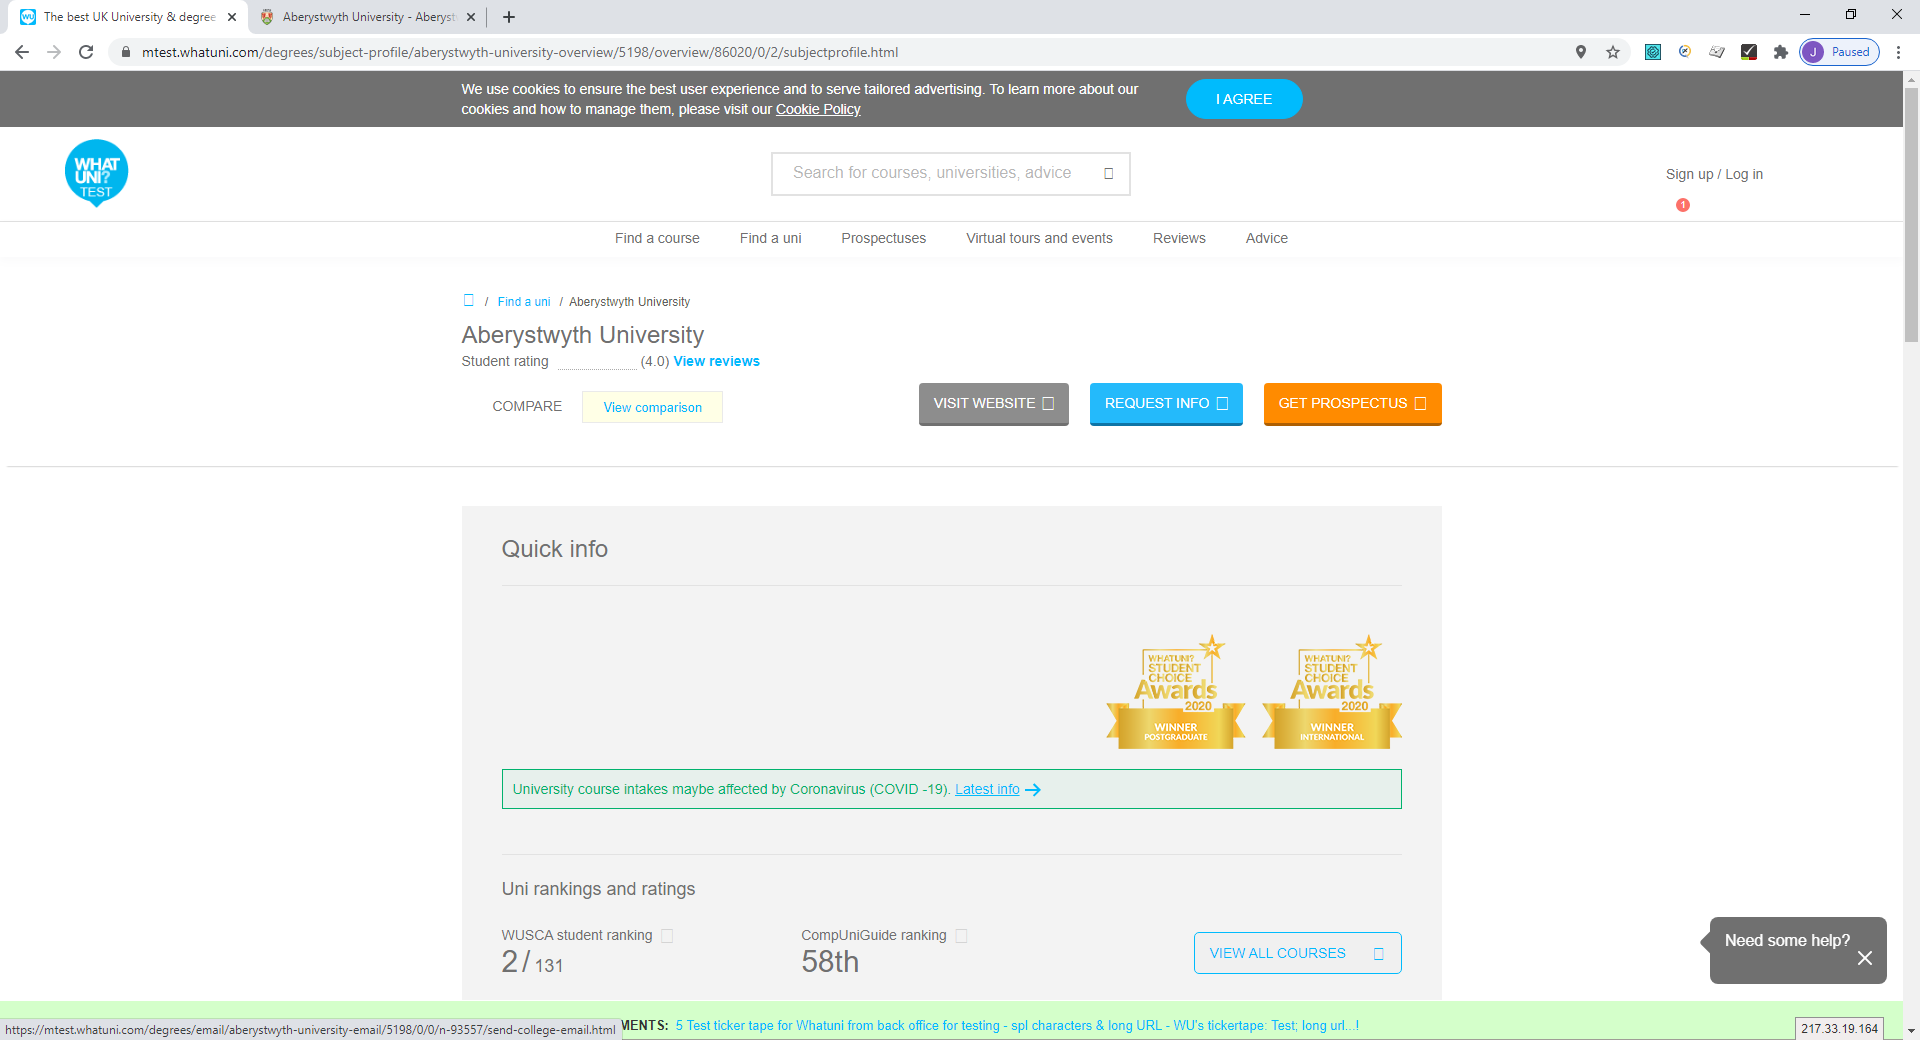 The best UK University & degree
Aberystwyth University - Aberyst
mtest.whatuni.com/degrees/subject-profile/aberystwyth-university-overview/5198/overview/86020/0/2/subjectprofile.html
J Paused
We use cookies to ensure the best user experience and to serve tailored advertising. To learn more about our
cookies and how to manage them, please visit our Cookie Policy
I AGREE
WHAT
UNI?
TEST
Search for courses, universities, advice
Sign up / Log in
1
Find a course Find a uni Prospectuses Virtual tours and events Reviews Advice
/ Find a uni / Aberystwyth University
Aberystwyth University
Student rating (4.0) View reviews
COMPARE View comparison
VISIT WEBSITE REQUEST INFO GET PROSPECTUS
Quick info
WHATUNI?
STUDENT
CHOICE
Awards
2020
WINNER
POSTGRADUATE
WHATUNI?
STUDENT
CHOICE
Awards
2020
WINNER
INTERNATIONAL
University course intakes maybe affected by Coronavirus (COVID -19). Latest info
Uni rankings and ratings
WUSCA student ranking
2 / 131
CompUniGuide ranking
58th
VIEW ALL COURSES
Need some help?
https://mtest.whatuni.com/degrees/email/aberystwyth-university-email/5198/0/0/n-93557/send-college-email.html
MENTS: 5 Test ticker tape for Whatuni from back office for testing - spl characters & long URL - WU's tickertape: Test; long url...!
217.33.19.164